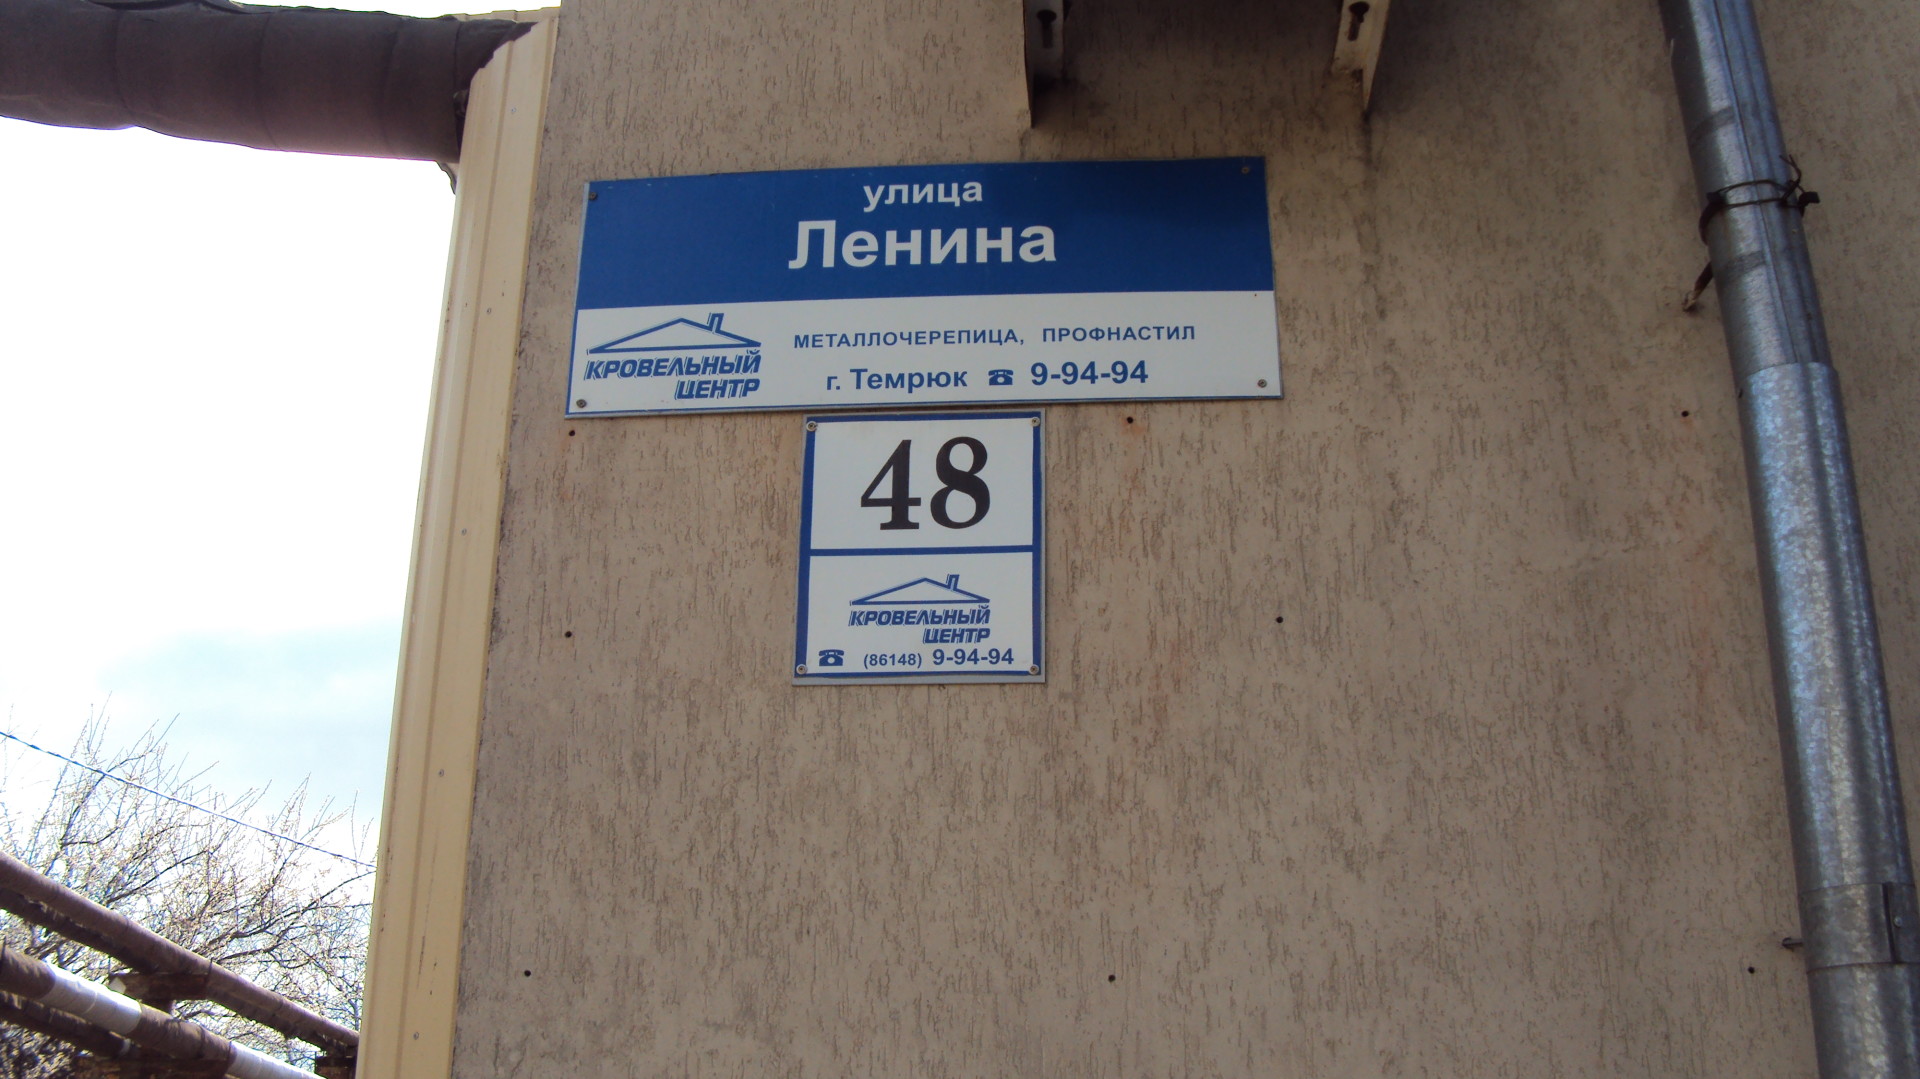 улица
Ленина
КРОВЕЛЬНЫЙ
ЦЕНТР
МЕТАЛЛОЧЕРЕПИЦА, ПРОФНАСТИЛ
г. Темрюк ☎ 9-94-94
48
КРОВЕЛЬНЫЙ
ЦЕНТР
☎ (86148) 9-94-94